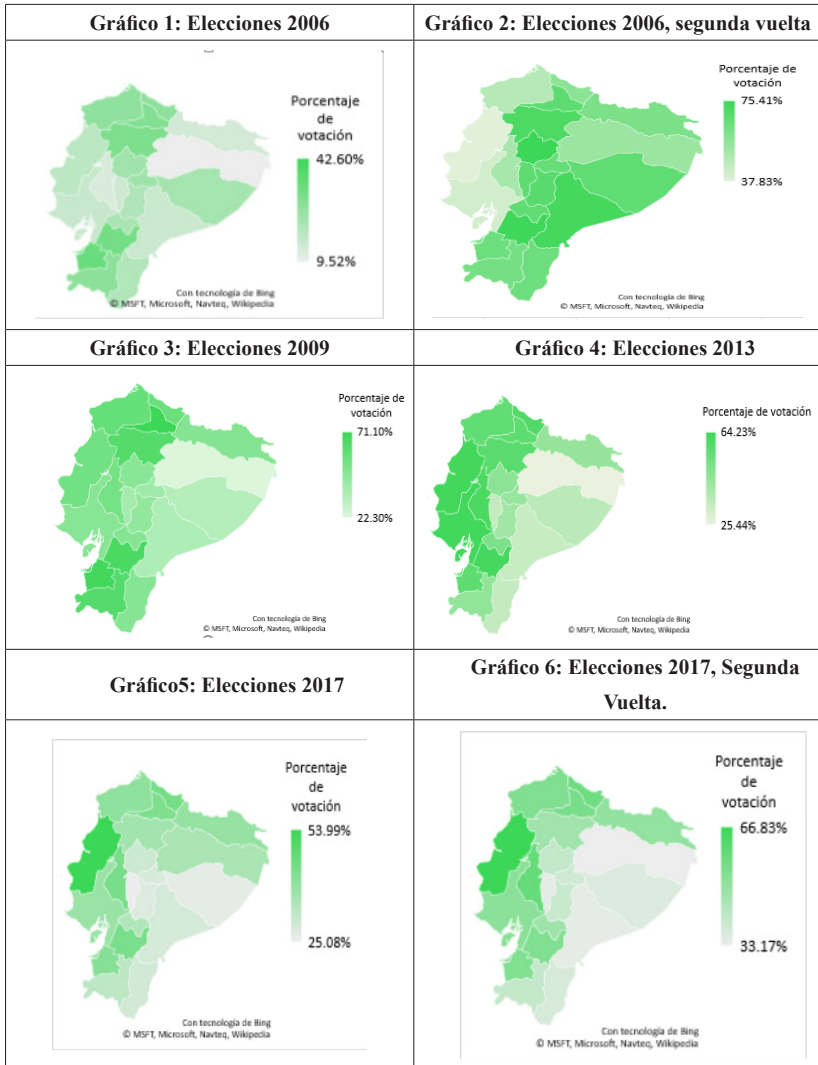 Gráfico 1: Elecciones 2006
Gráfico 2: Elecciones 2006, segunda vuelta
Porcentaje
de
votación
42.60%
9.52%
Con tecnología de Bing
© MSFT, Microsoft, Navteq, Wikipedia
Porcentaje de
votación
75.41%
37.83%
Con tecnología de Bing
© MSFT, Microsoft, Navteq, Wikipedia
Gráfico 3: Elecciones 2009
Gráfico 4: Elecciones 2013
Porcentaje de
votación
71.10%
22.30%
Con tecnología de Bing
© MSFT, Microsoft, Navteq, Wikipedia
Porcentaje de votación
64.23%
25.44%
Con tecnología de Bing
© MSFT, Microsoft, Navteq, Wikipedia
Gráfico5: Elecciones 2017
Gráfico 6: Elecciones 2017, Segunda
Vuelta.
Porcentaje
de
votación
53.99%
25.08%
Con tecnología de Bing
© MSFT, Microsoft, Navteq, Wikipedia
Porcentaje
de
votación
66.83%
33.17%
Con tecnología de Bing
© MSFT, Microsoft, Navteq, Wikipedia